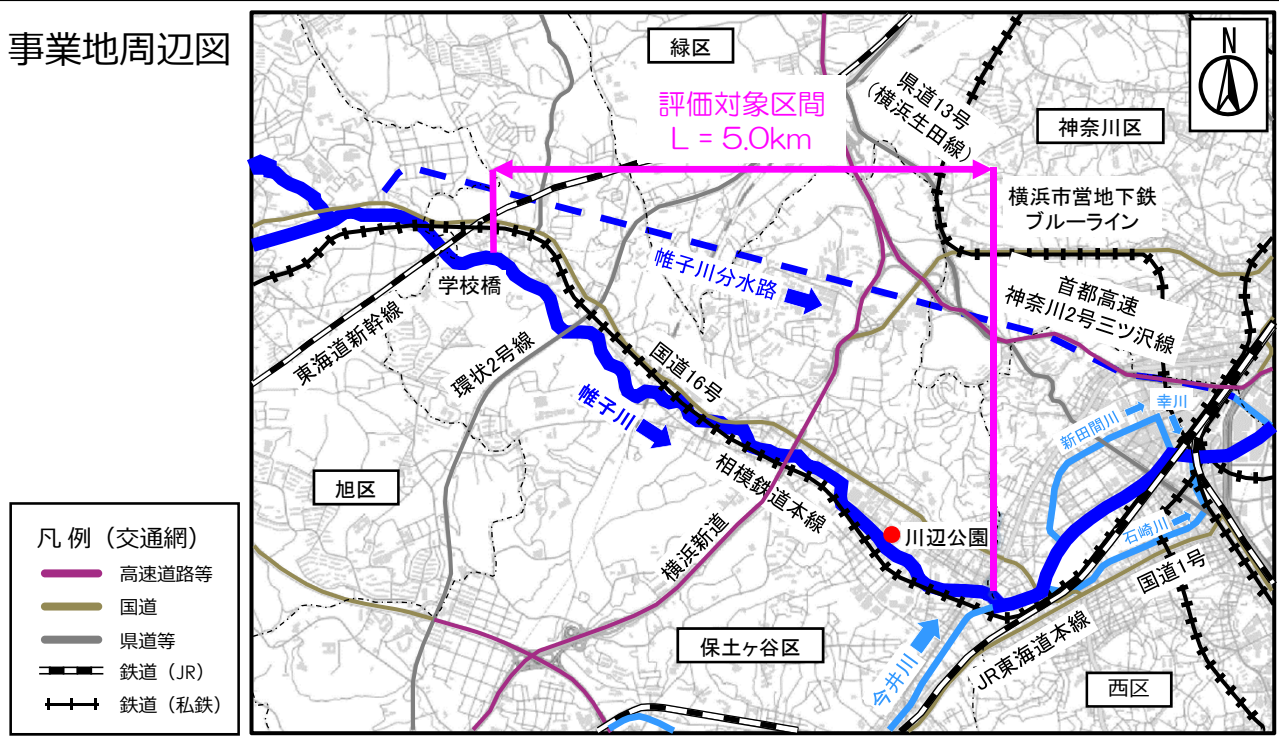 事業地周辺図
緑区
N
評価対象区間
L = 5.0km
県道13号
(横浜生田線)
神奈川区
横浜市営地下鉄
ブルーライン
帷子川分水路
学校橋
首都高速
神奈川2号三ツ沢線
東海道新幹線
環状2号線
国道16号
帷子川
幸川
新田間川
旭区
相模鉄道本線
横浜新道
川辺公園
石崎川
国道1号
保土ヶ谷区
今井川
JR東海道本線
西区
凡 例（交通網）
高速道路等
国道
県道等
鉄道（JR）
鉄道（私鉄）